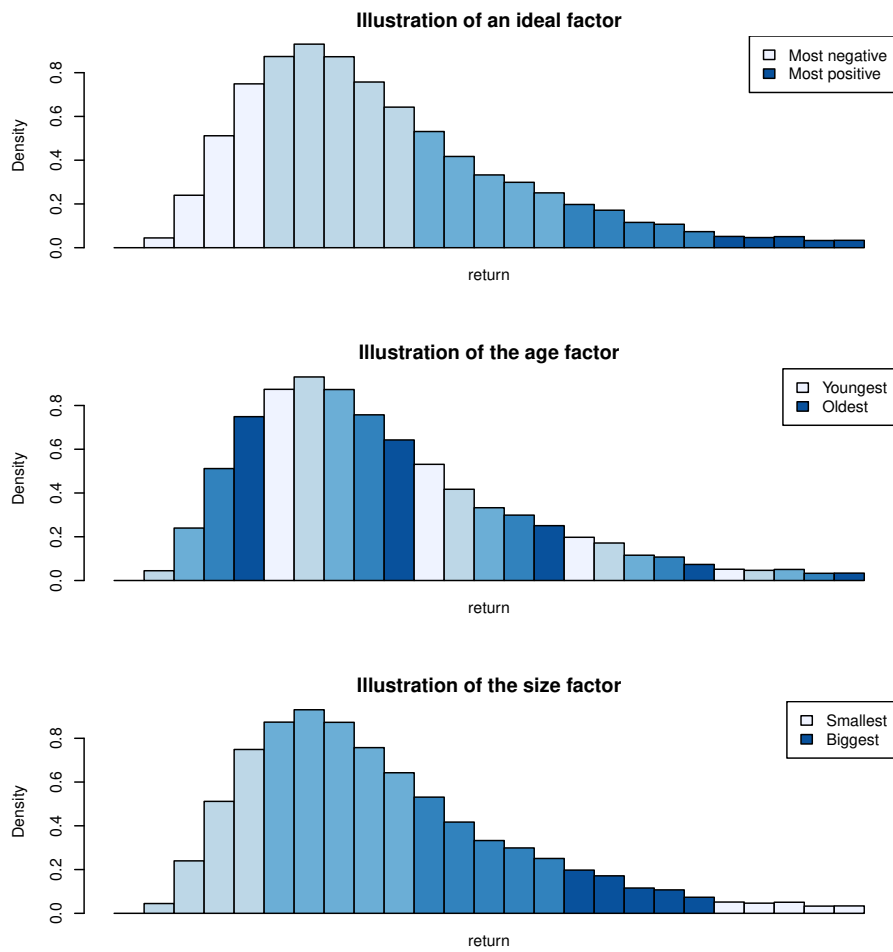 Illustration of an ideal factor
Most negative
Most positive
Density
0.0
0.2
0.4
0.6
0.8
return
Illustration of the age factor
Youngest
Oldest
Density
0.0
0.2
0.4
0.6
0.8
return
Illustration of the size factor
Smallest
Biggest
Density
0.0
0.2
0.4
0.6
0.8
return